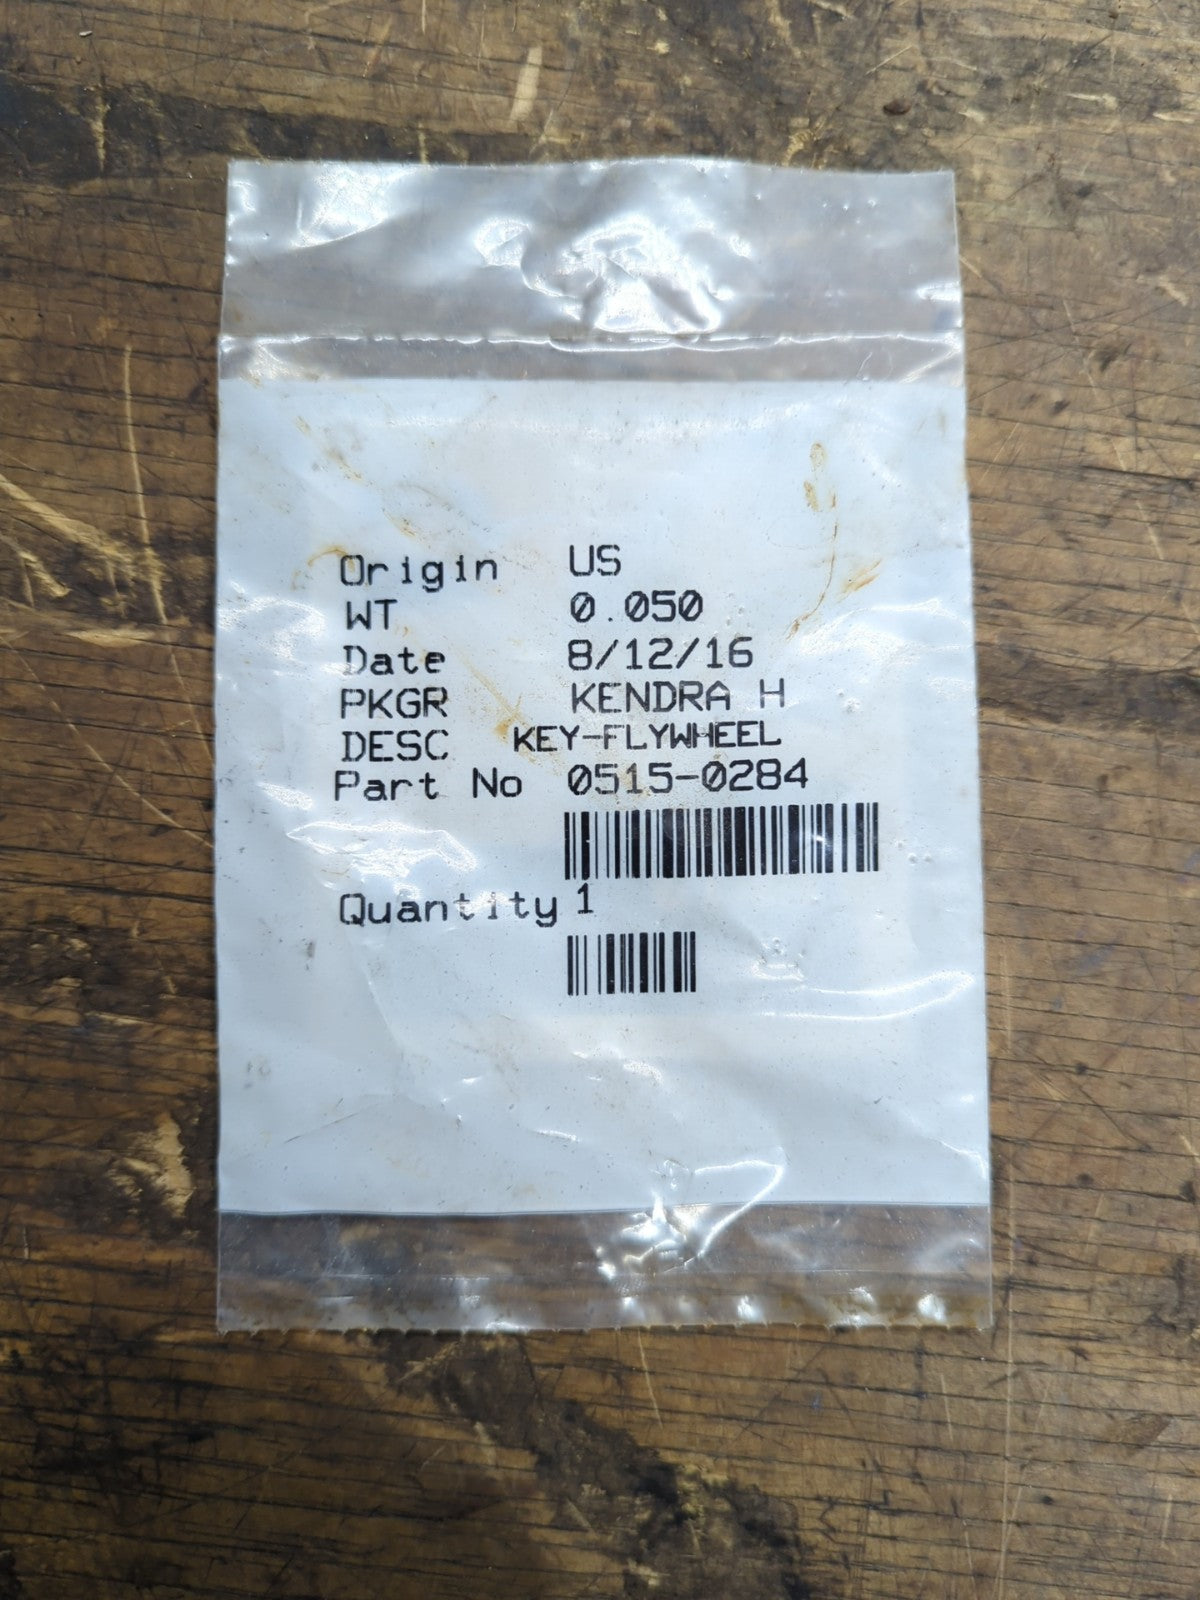 Origin US
WT 0.050
Date 8/12/16
PKGR KENDRA H
DESC KEY-FLYWHEEL
Part No 0515-0284
Quantity 1